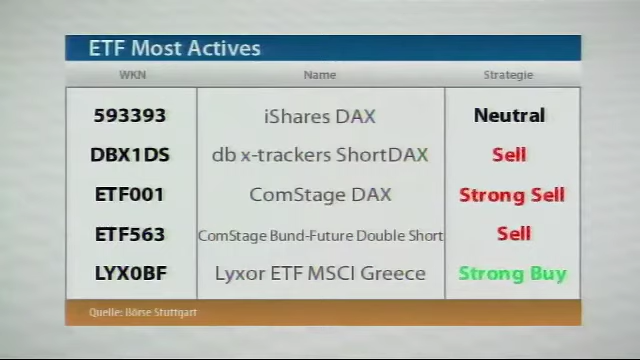 ETF Most Actives
WKN Name Strategie
593393 iShares DAX Neutral
DBX1DS db x-trackers ShortDAX Sell
ETF001 ComStage DAX Strong Sell
ETF563 ComStage Bund-Future Double Short Sell
LYX0BF Lyxor ETF MSCI Greece Strong Buy
Quelle: Börse Stuttgart